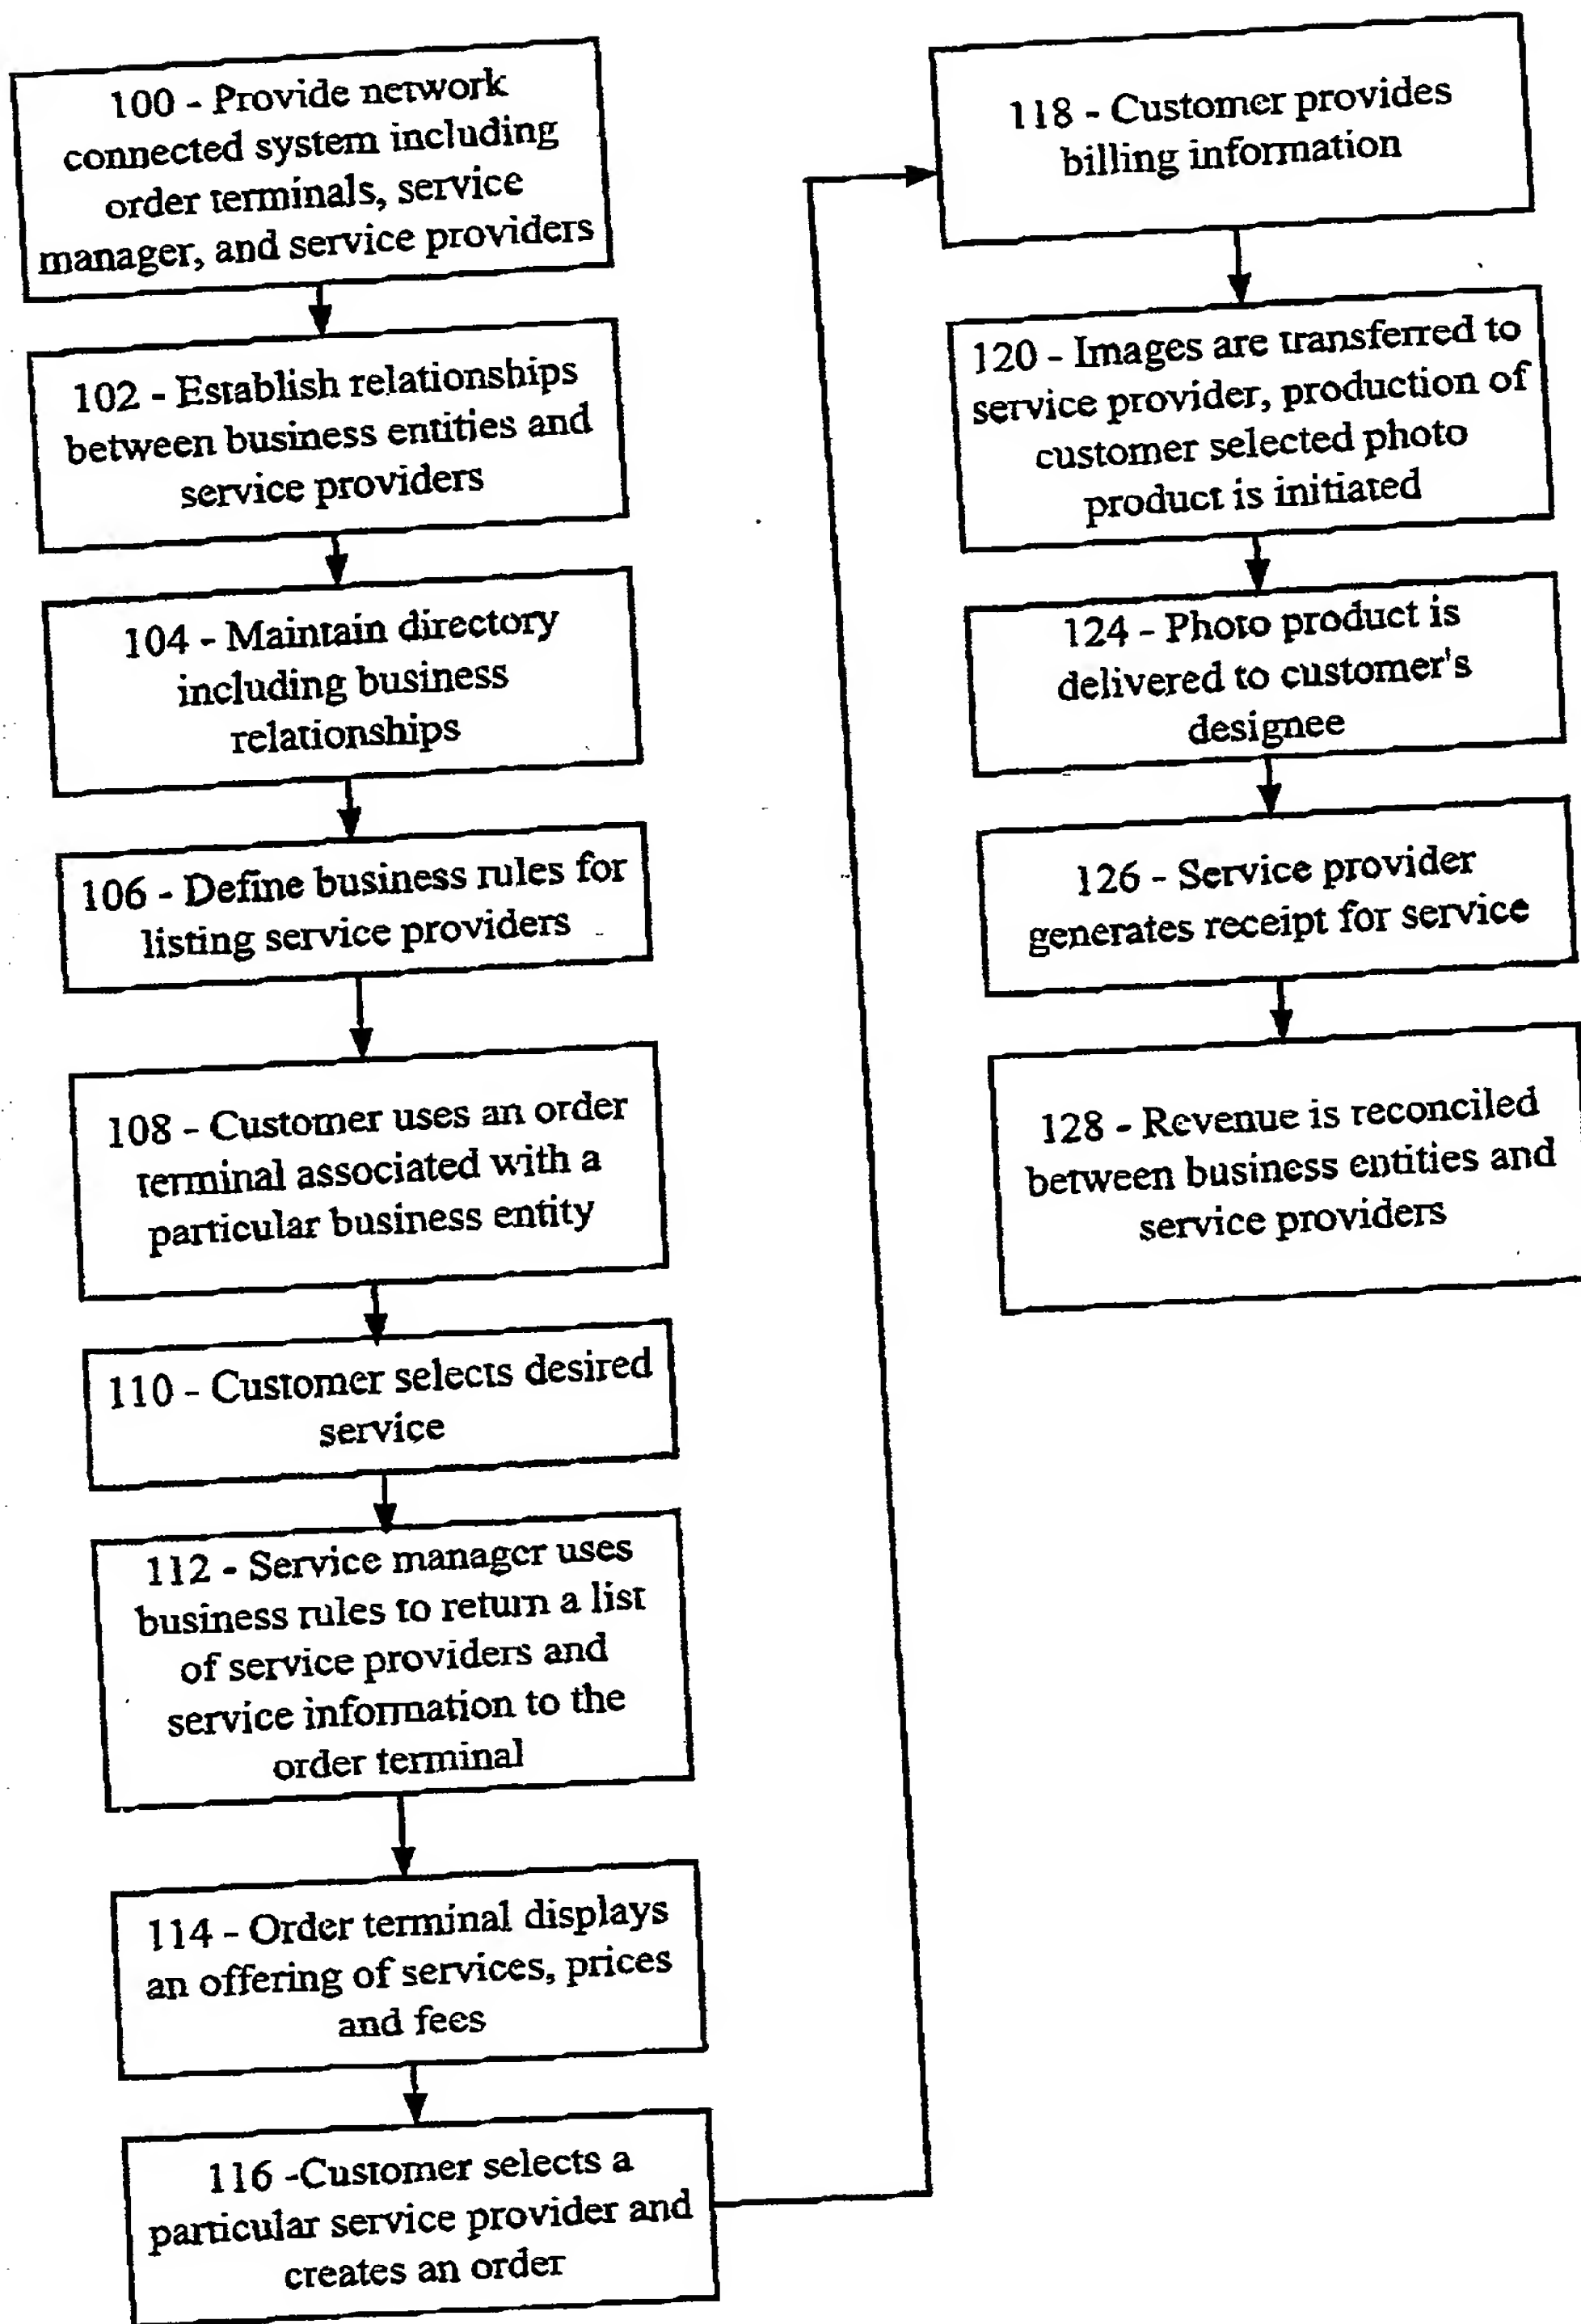 100 - Provide network
connected system including
order terminals, service
manager, and service providers
102 - Establish relationships
between business entities and
service providers
104 - Maintain directory
including business
relationships
106 - Define business rules for
listing service providers
108 - Customer uses an order
terminal associated with a
particular business entity
110 - Customer selects desired
service
112 - Service manager uses
business rules to return a list
of service providers and
service information to the
order terminal
114 - Order terminal displays
an offering of services, prices
and fees
116 -Customer selects a
particular service provider and
creates an order
118 - Customer provides
billing information
120 - Images are transferred to
service provider, production of
customer selected photo
product is initiated
124 - Photo product is
delivered to customer's
designee
126 - Service provider
generates receipt for service
128 - Revenue is reconciled
between business entities and
service providers